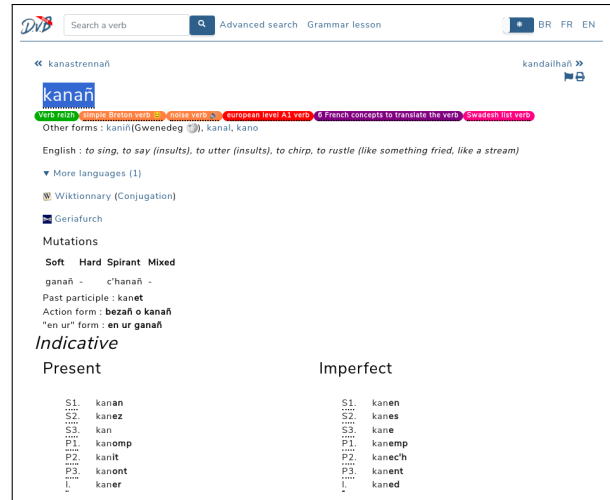 DVB Search a verb Advanced search Grammar lesson BR FR EN
« kanastrennañ kandailhañ »
kanañ
Verb reizh simple Breton verb noise verb european level A1 verb 6 French concepts to translate the verb Swadesh list verb
Other forms : kaniñ(Gwenedeg), kanal, kano
English : to sing, to say (insults), to utter (insults), to chirp, to rustle (like something fried, like a stream)
▼ More languages (1)
W Wiktionnary (Conjugation)
Geriafurch
Mutations
Soft Hard Spirant Mixed
ganañ - c'hanañ -
Past participle : kanet
Action form : bezañ o kanañ
"en ur" form : en ur ganañ
Indicative
Present Imperfect
S1. kanan S1. kanen
S2. kanez S2. kanes
S3. kan S3. kane
P1. kanomp P1. kanemp
P2. kanit P2. kanec'h
P3. kanont P3. kanent
I. kaner I. kaned